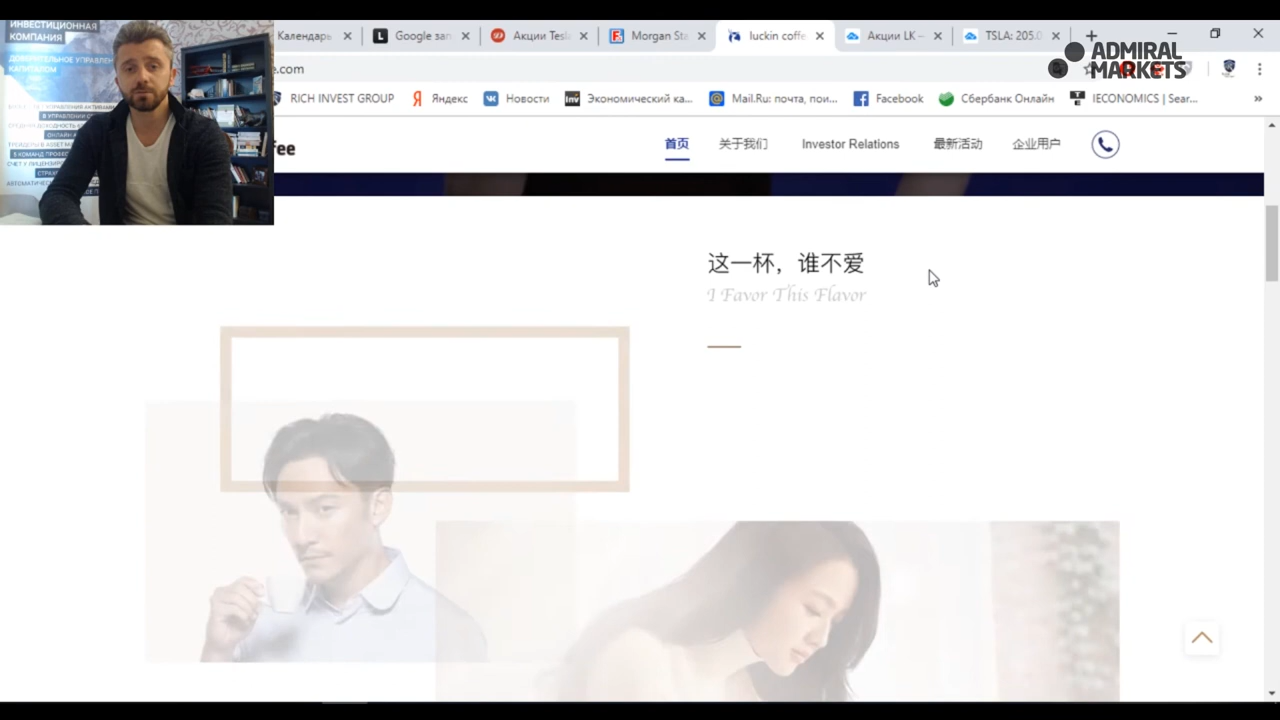 ИНВЕСТИЦИОННАЯ
КОМПАНИЯ
ДОВЕРИТЕЛЬНОЕ УПРАВЛЕН
КАПИТАЛОМ
Календарь
Google зап
Акции Tesl
Morgan Sta
luckin coffe
Акции LK –
TSLA: 205.0
ADMIRAL
MARKETS
e.com
RICH INVEST GROUP
Яндекс
Новости
Экономический ка...
Mail.Ru: почта, пои...
Facebook
Сбербанк Онлайн
IECONOMICS | Sear...
fee
首页
关于我们
Investor Relations
最新活动
企业用户
这一杯，谁不爱
I Favor This Flavor